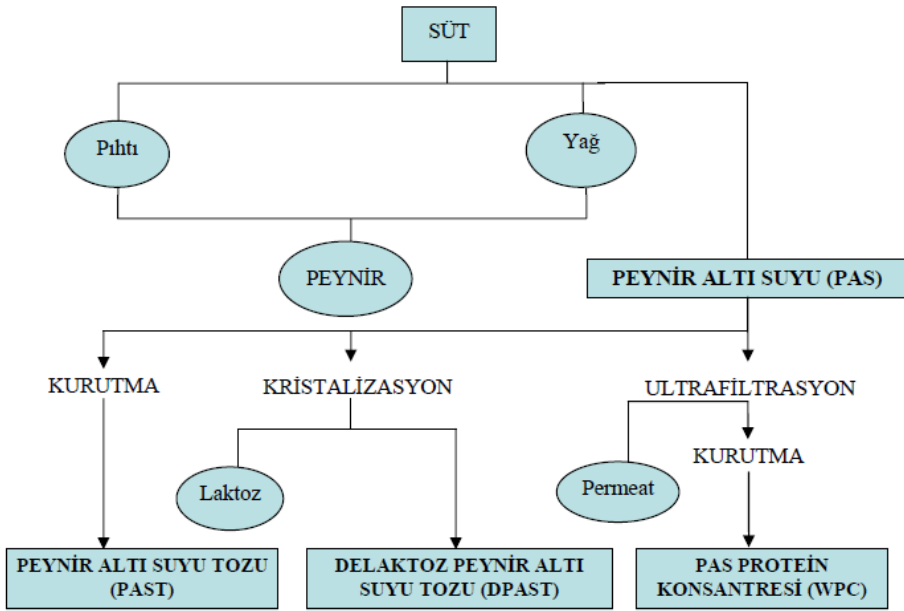 SÜT
Pıhtı
Yağ
PEYNİR
PEYNİR ALTI SUYU (PAS)
KURUTMA
KRİSTALİZASYON
ULTRAFİLTRASYON
KURUTMA
Laktoz
Permeat
PEYNİR ALTI SUYU TOZU
(PAST)
DELAKTOZ PEYNİR ALTI
SUYU TOZU (DPAST)
PAS PROTEİN
KONSANTRESİ (WPC)